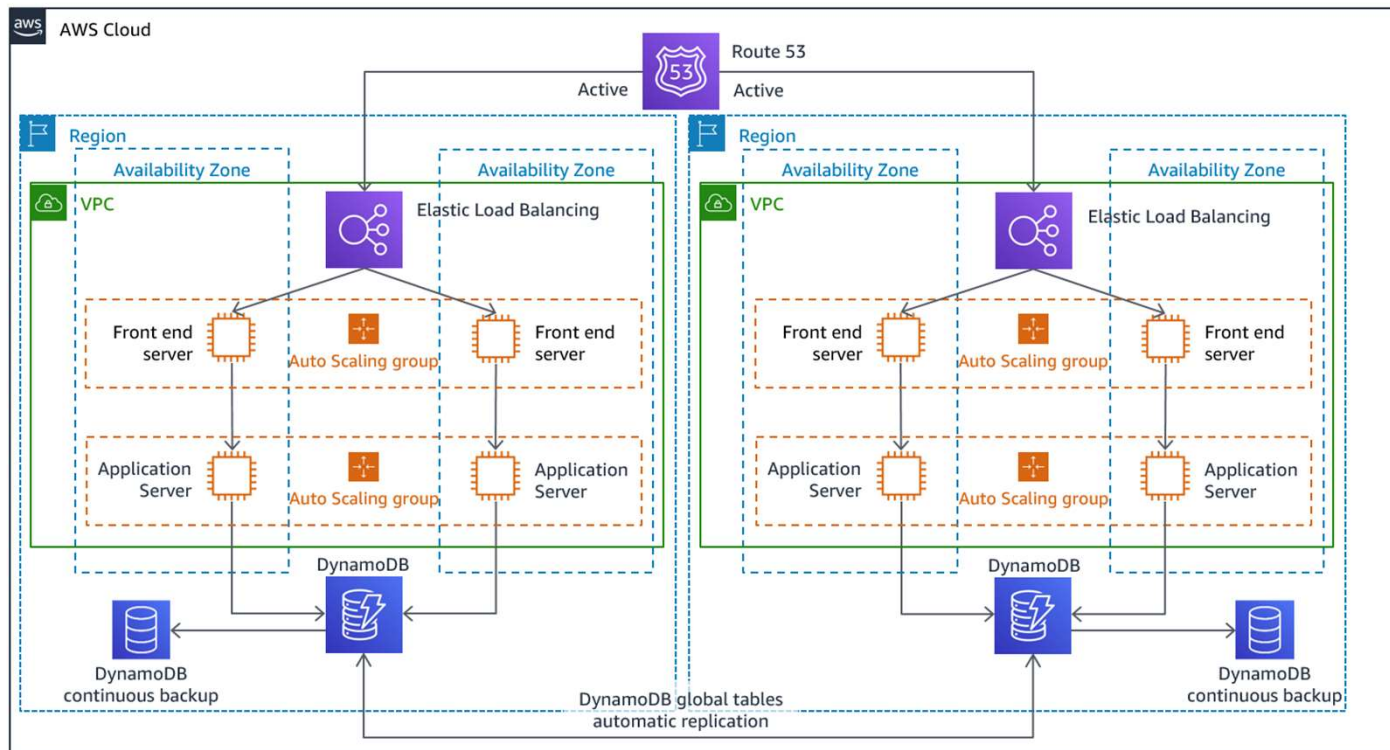 aws
AWS Cloud
Route 53
53
Active
Active
Region
Availability Zone
Availability Zone
VPC
Elastic Load Balancing
Front end
server
Auto Scaling group
Front end
server
Application
Server
Auto Scaling group
Application
Server
DynamoDB
DynamoDB
continuous backup
Region
Availability Zone
Availability Zone
VPC
Elastic Load Balancing
Front end
server
Auto Scaling group
Front end
server
Application
Server
Auto Scaling group
Application
Server
DynamoDB
DynamoDB
continuous backup
DynamoDB global tables
automatic replication